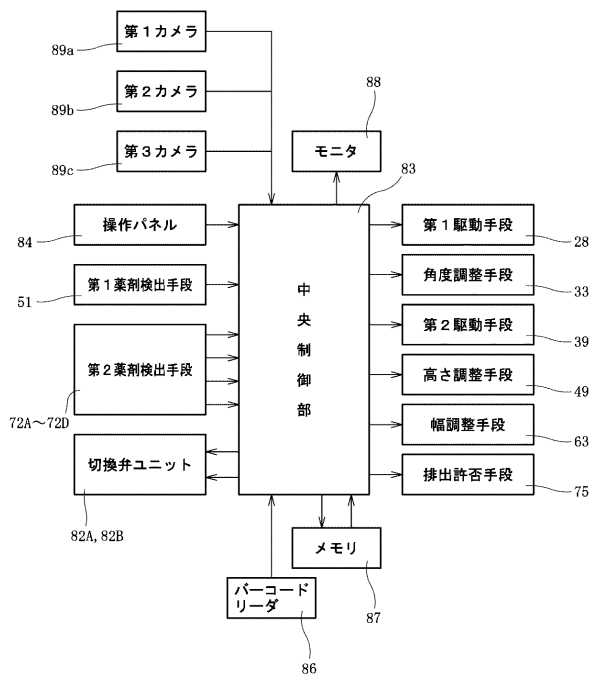 第1カメラ
89a
第2カメラ
89b
第3カメラ
89c
88
モニタ
83
操作パネル
84
第1薬剤検出手段
51
第2薬剤検出手段
72A～72D
切換弁ユニット
82A,82B
中央制御部
第1駆動手段
28
角度調整手段
33
第2駆動手段
39
高さ調整手段
49
幅調整手段
63
排出許否手段
75
メモリ
87
バーコード
リーダ
86